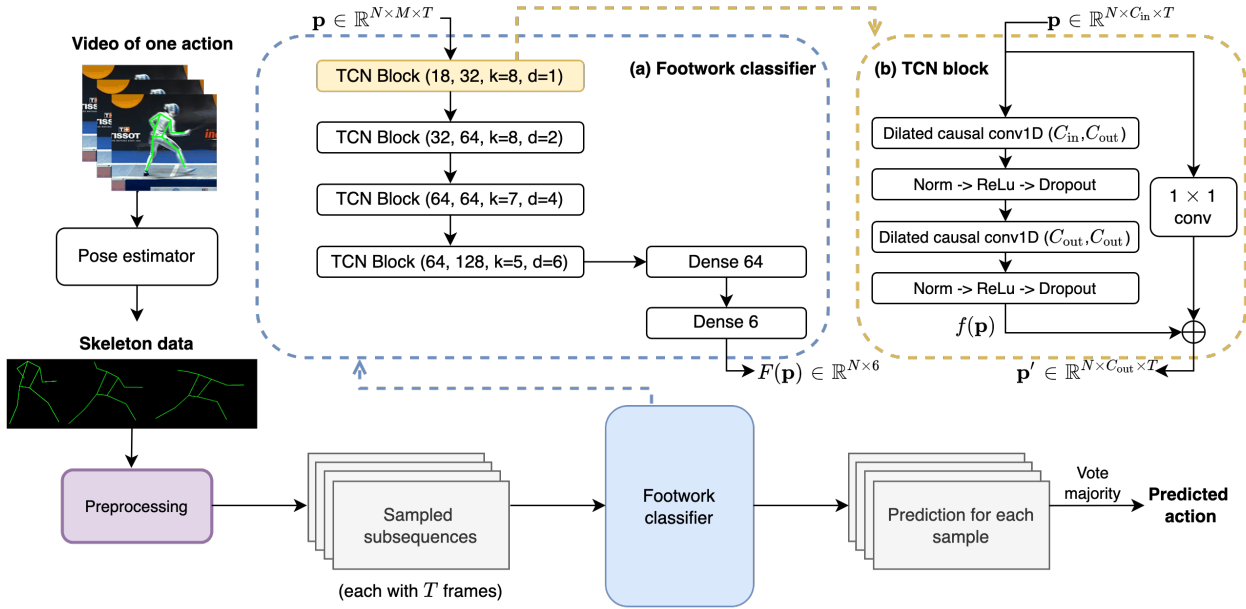 Video of one action
TISSOT
Pose estimator
Skeleton data
Preprocessing
𝐩 ∈ ℝ^{N×M×T}
(a) Footwork classifier
TCN Block (18, 32, k=8, d=1)
TCN Block (32, 64, k=8, d=2)
TCN Block (64, 64, k=7, d=4)
TCN Block (64, 128, k=5, d=6)
Dense 64
Dense 6
F(𝐩) ∈ ℝ^{N×6}
𝐩 ∈ ℝ^{N×C_in×T}
(b) TCN block
Dilated causal conv1D (C_in,C_out)
Norm -> ReLu -> Dropout
Dilated causal conv1D (C_out,C_out)
Norm -> ReLu -> Dropout
1 × 1
conv
f(𝐩)
𝐩′ ∈ ℝ^{N×C_out×T}
Sampled
subsequences
(each with T frames)
Footwork
classifier
Prediction for each
sample
Vote
majority
Predicted
action